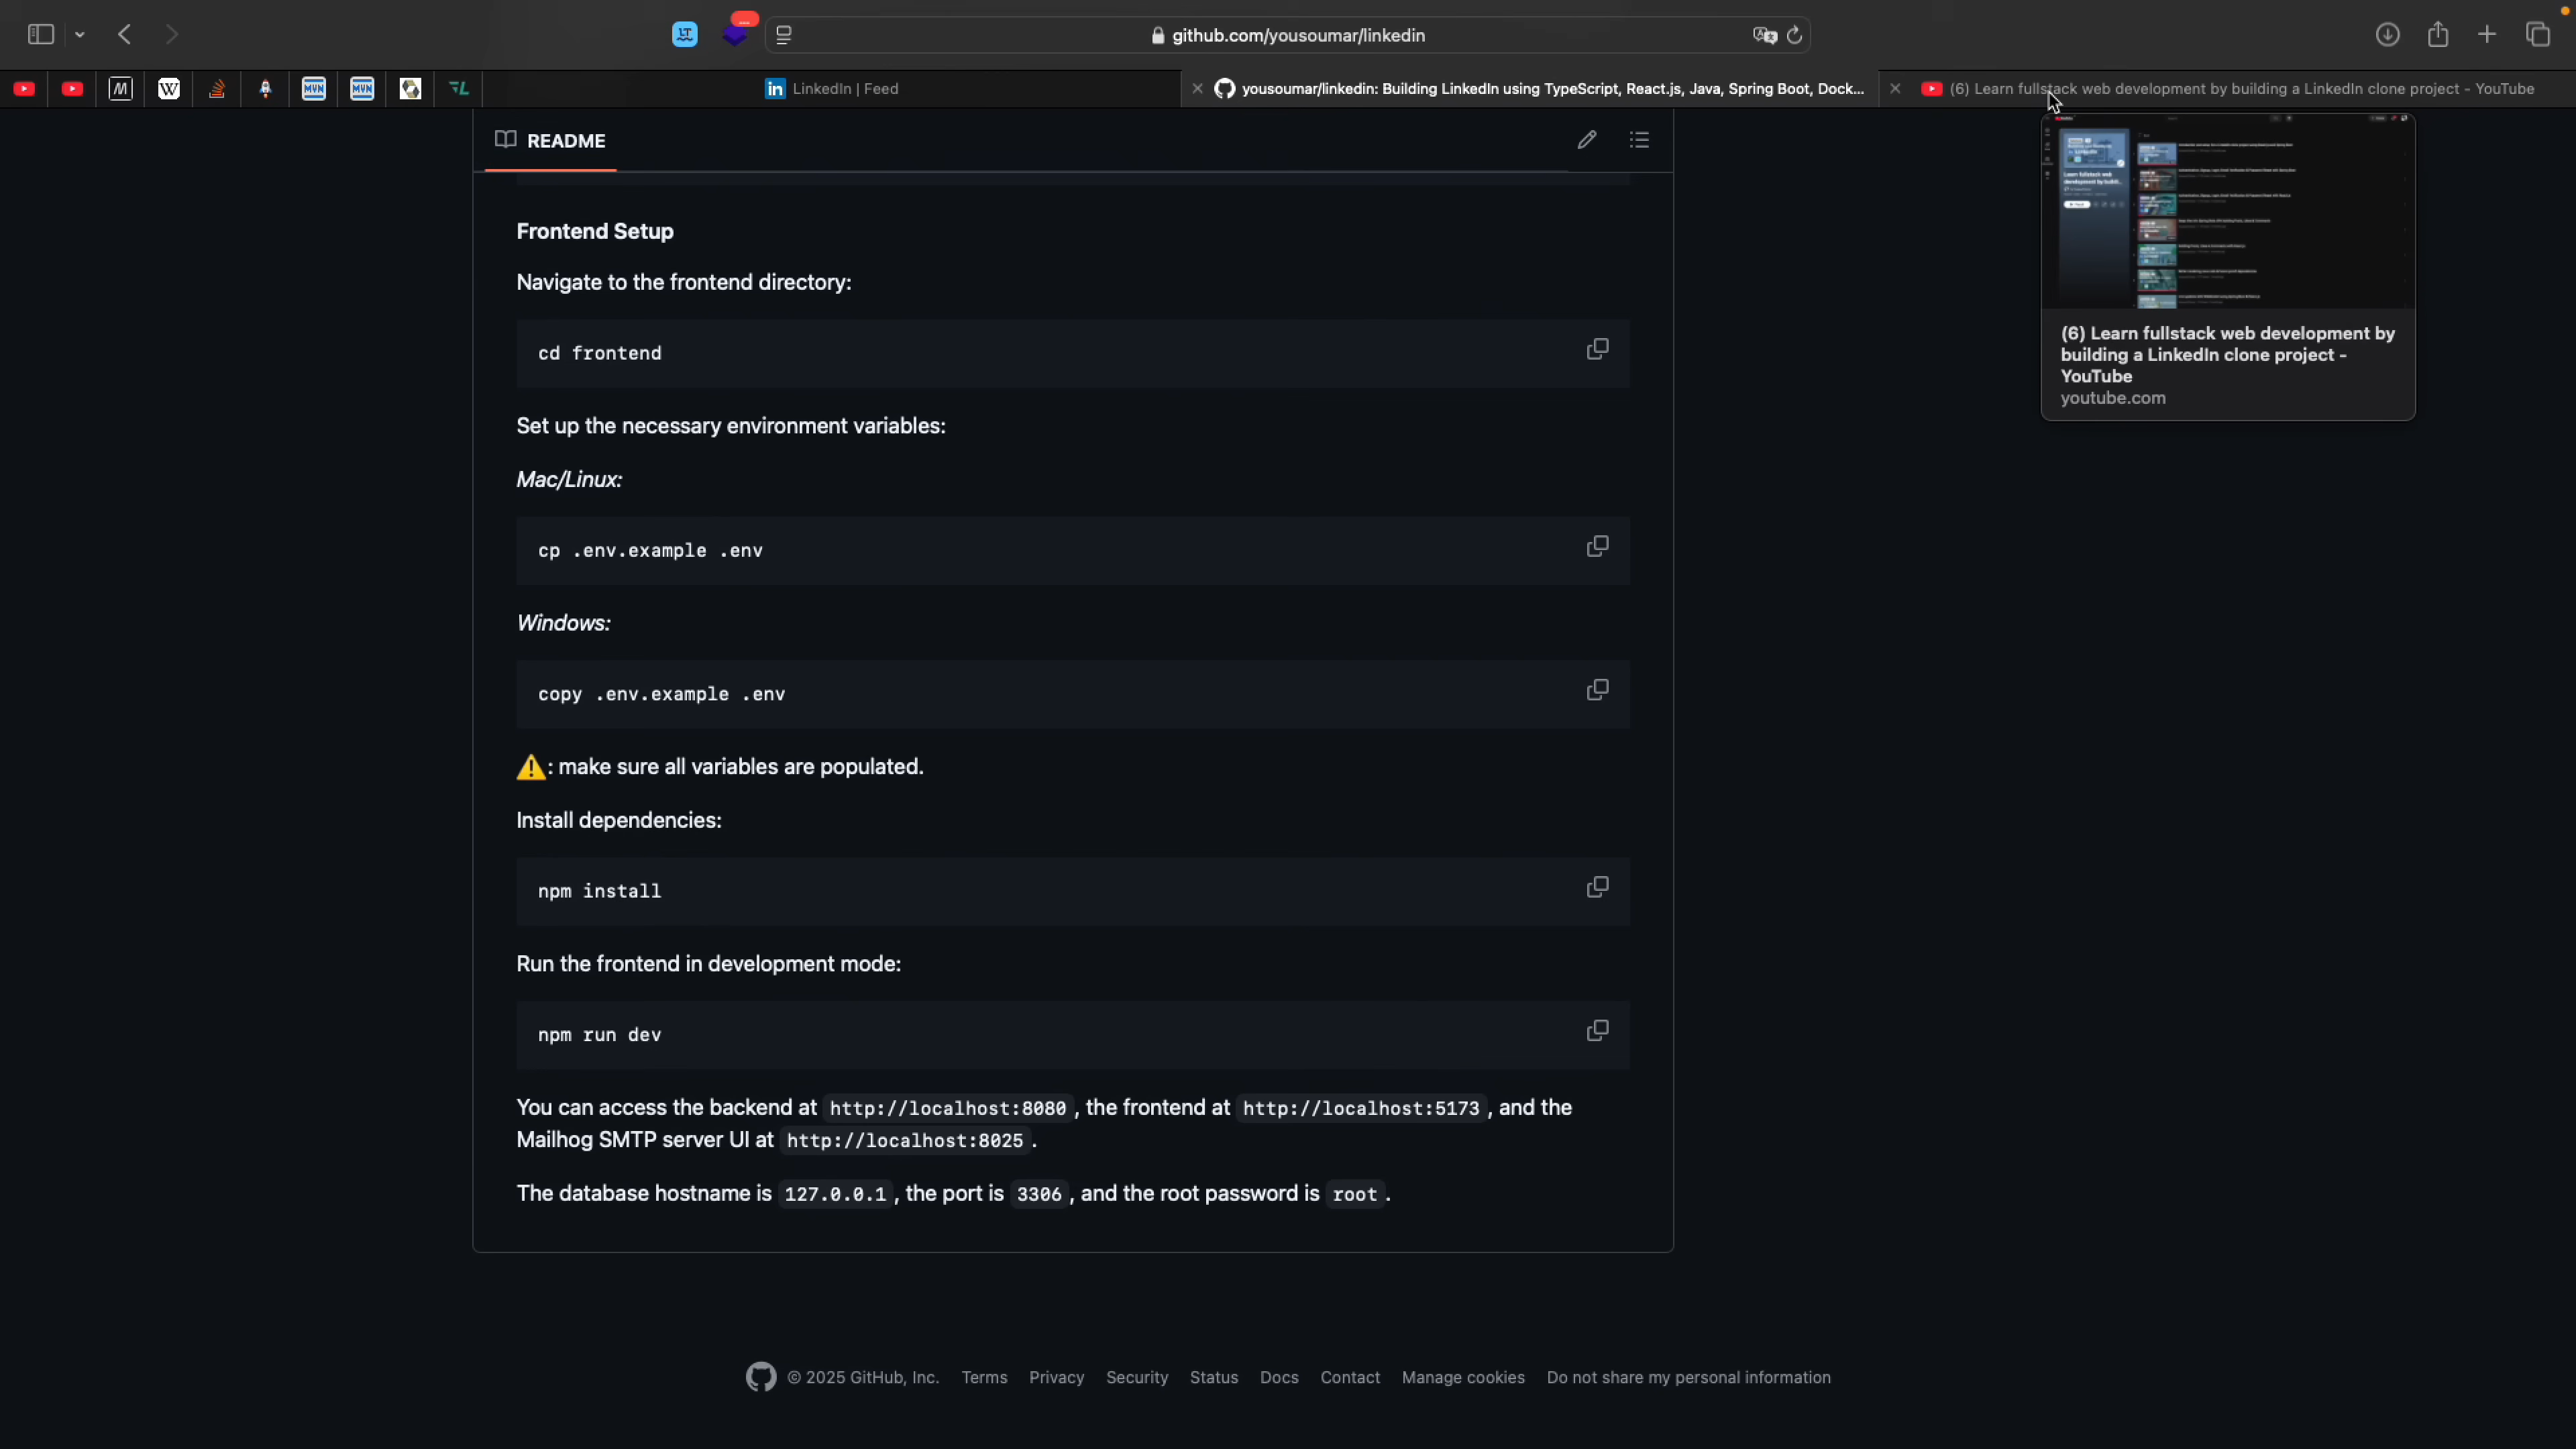 github.com/yousoumar/linkedin
LinkedIn | Feed
yousoumar/linkedin: Building LinkedIn using TypeScript, React.js, Java, Spring Boot, Dock...
(6) Learn fullstack web development by building a LinkedIn clone project - YouTube
README
Frontend Setup
Navigate to the frontend directory:
cd frontend
Set up the necessary environment variables:
Mac/Linux:
cp .env.example .env
Windows:
copy .env.example .env
⚠️: make sure all variables are populated.
Install dependencies:
npm install
Run the frontend in development mode:
npm run dev
You can access the backend at http://localhost:8080, the frontend at http://localhost:5173, and the
Mailhog SMTP server UI at http://localhost:8025.
The database hostname is 127.0.0.1, the port is 3306, and the root password is root.
(6) Learn fullstack web development by
building a LinkedIn clone project -
YouTube
youtube.com
© 2025 GitHub, Inc. Terms Privacy Security Status Docs Contact Manage cookies Do not share my personal information